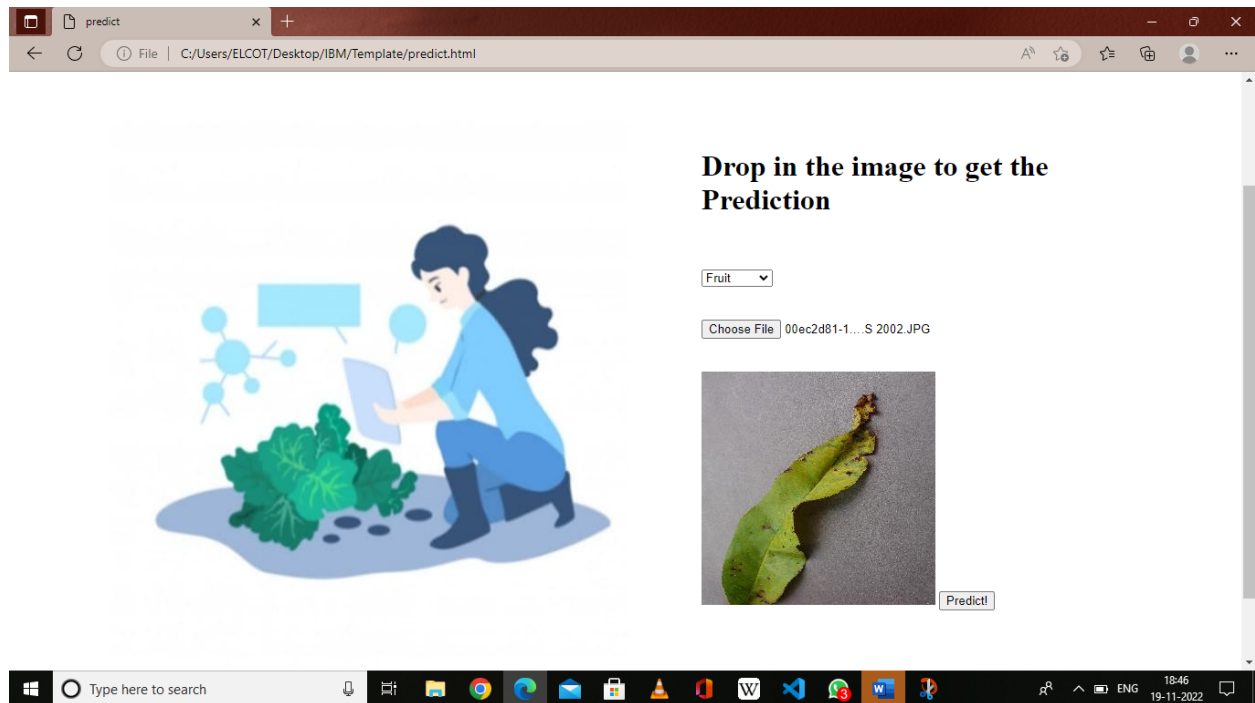 predict
File | C:/Users/ELCOT/Desktop/IBM/Template/predict.html
Drop in the image to get the
Prediction
Fruit
Choose File 00ec2d81-1....S 2002.JPG
Predict!
Type here to search
W
3
W
ENG
18:46
19-11-2022